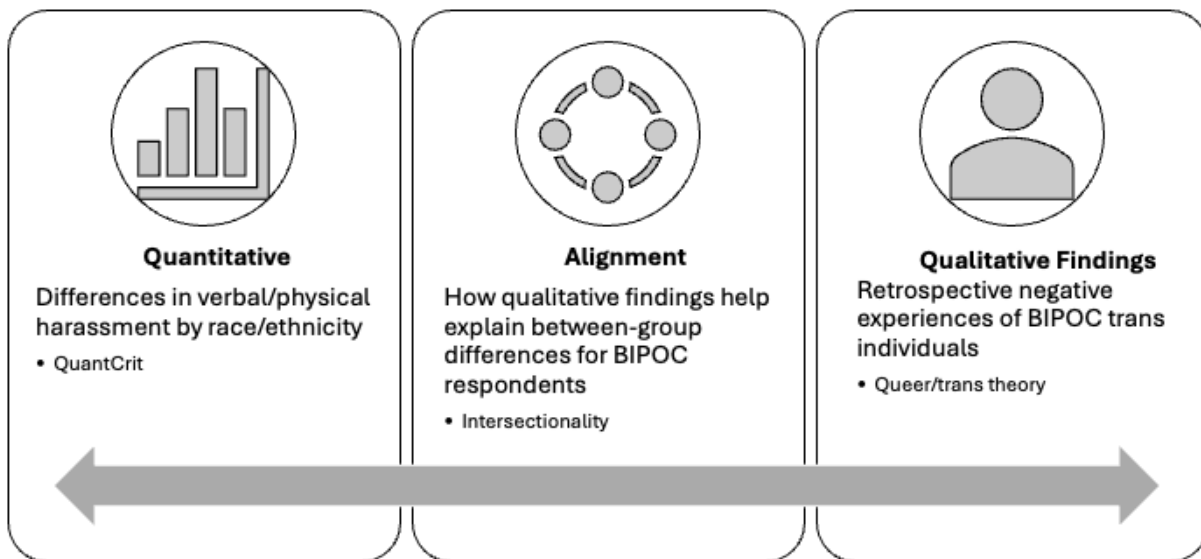 Quantitative
Differences in verbal/physical
harassment by race/ethnicity
• QuantCrit
Alignment
How qualitative findings help
explain between-group
differences for BIPOC
respondents
• Intersectionality
Qualitative Findings
Retrospective negative
experiences of BIPOC trans
individuals
• Queer/trans theory